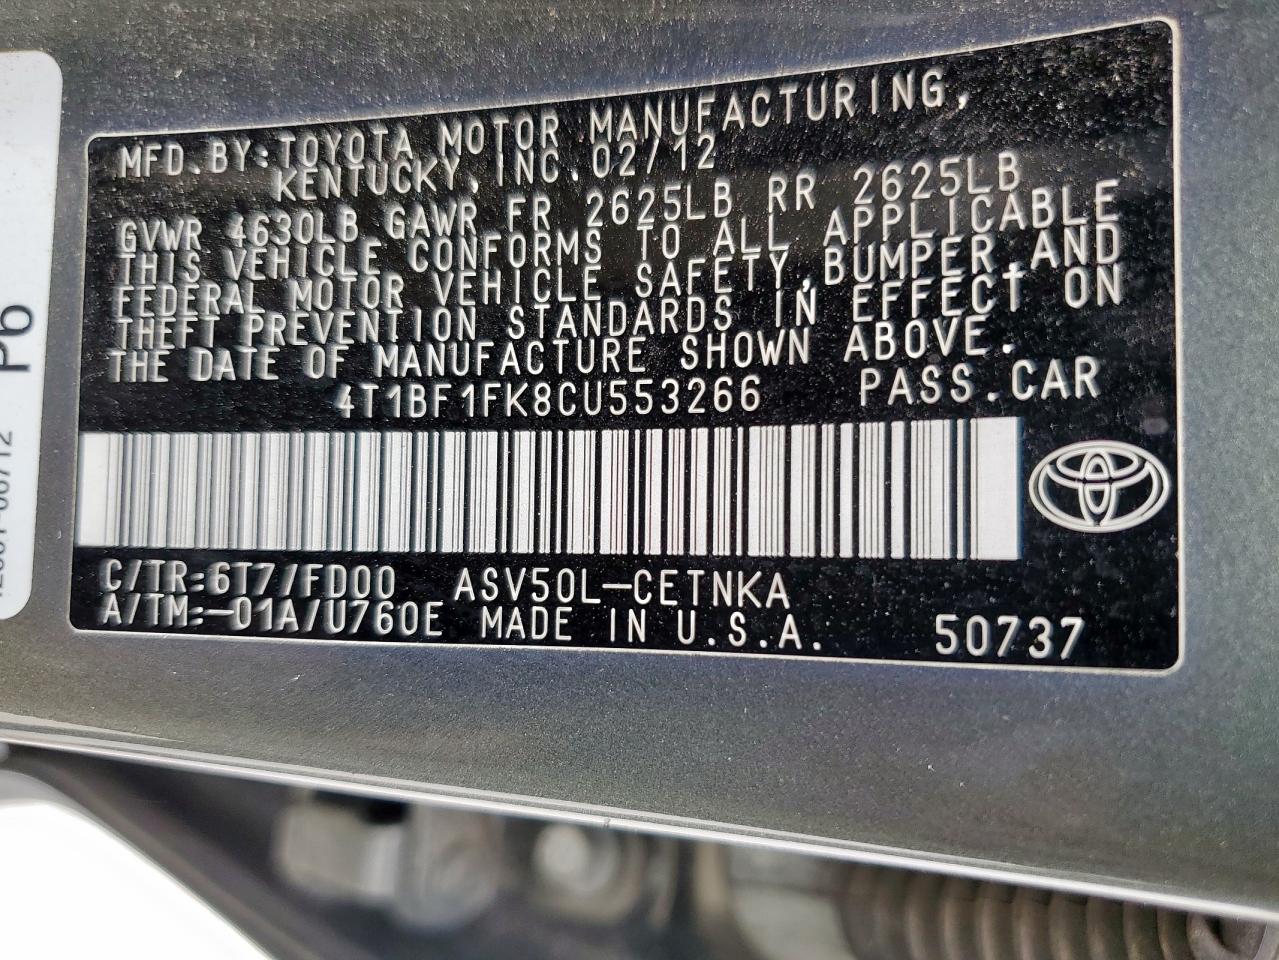 MFD.BY:TOYOTA MOTOR MANUFACTURING,
KENTUCKY, INC.02/12
GVWR 4630LB GAWR FR 2625LB RR 2625LB
THIS VEHICLE CONFORMS TO ALL APPLICABLE
FEDERAL MOTOR VEHICLE SAFETY,BUMPER,AND
THEFT PREVENTION STANDARDS IN EFFECT ON
THE DATE OF MANUFACTURE SHOWN ABOVE.
4T1BF1FK8CU553266 PASS.CAR
C/TR:6T7/FD00 ASV50L-CETNKA
A/TM:-01A/U760E MADE IN U.S.A. 50737